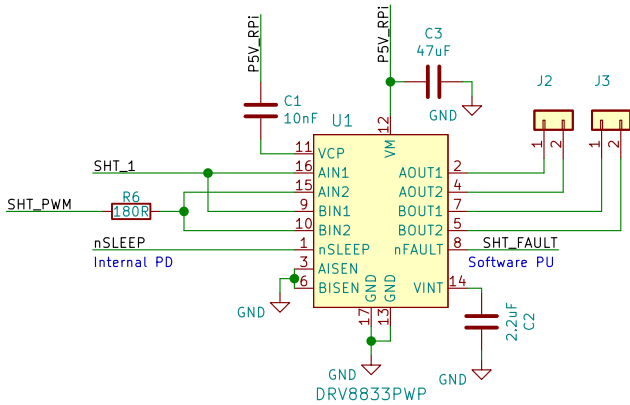 P5V_RPi
P5V_RPi
C3
47uF
GND
C1
10nF
U1
J2
J3
1
2
1
2
12
VM
11
VCP
SHT_1
16
AIN1
AOUT1
2
R6
180R
15
AIN2
AOUT2
4
SHT_PWM
9
BIN1
BOUT1
7
10
BIN2
BOUT2
5
nSLEEP
1
nSLEEP
nFAULT
8
SHT_FAULT
Internal PD
Software PU
3
AISEN
6
BISEN
GND
GND
VINT
14
GND
17
13
2.2uF
C2
GND
GND
DRV8833PWP